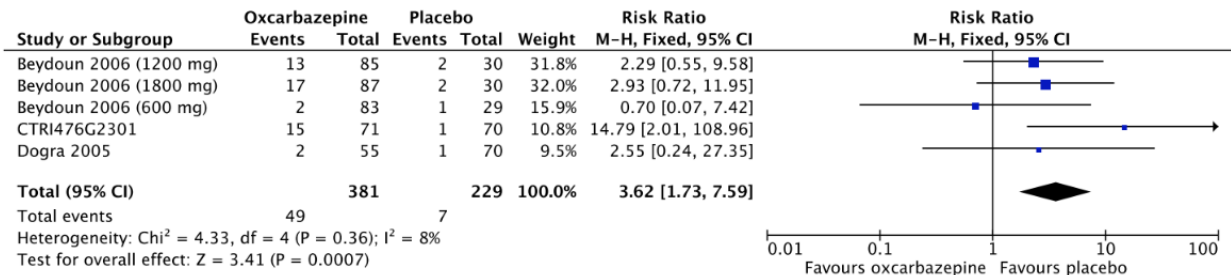 Oxcarbazepine Placebo Risk Ratio Risk Ratio
Study or Subgroup Events Total Events Total Weight M-H, Fixed, 95% CI M-H, Fixed, 95% CI
Beydoun 2006 (1200 mg) 13 85 2 30 31.8% 2.29 [0.55, 9.58]
Beydoun 2006 (1800 mg) 17 87 2 30 32.0% 2.93 [0.72, 11.95]
Beydoun 2006 (600 mg) 2 83 1 29 15.9% 0.70 [0.07, 7.42]
CTRI476G2301 15 71 1 70 10.8% 14.79 [2.01, 108.96]
Dogra 2005 2 55 1 70 9.5% 2.55 [0.24, 27.35]
Total (95% CI) 381 229 100.0% 3.62 [1.73, 7.59]
Total events 49 7
Heterogeneity: Chi² = 4.33, df = 4 (P = 0.36); I² = 8%
Test for overall effect: Z = 3.41 (P = 0.0007)
0.01 0.1 1 10 100
Favours oxcarbazepine Favours placebo